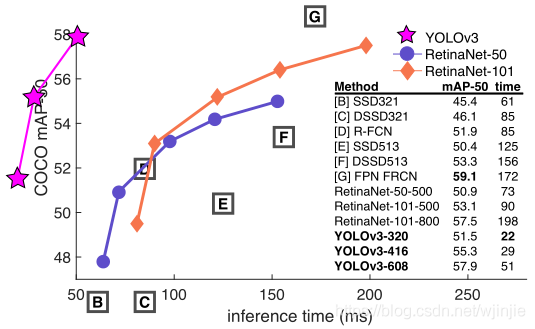 G
58
56
54
52
50
48
COCO mAP-50
D
F
E
B
C
50
100
150
200
250
inference time (ms)
YOLOv3
RetinaNet-50
RetinaNet-101
Method mAP-50 time
[B] SSD321 45.4 61
[C] DSSD321 46.1 85
[D] R-FCN 51.9 85
[E] SSD513 50.4 125
[F] DSSD513 53.3 156
[G] FPN FRCN 59.1 172
RetinaNet-50-500 50.9 73
RetinaNet-101-500 53.1 90
RetinaNet-101-800 57.5 198
YOLOv3-320 51.5 22
YOLOv3-416 55.3 29
YOLOv3-608 57.9 51
https://blog.csdn.net/wjinjie